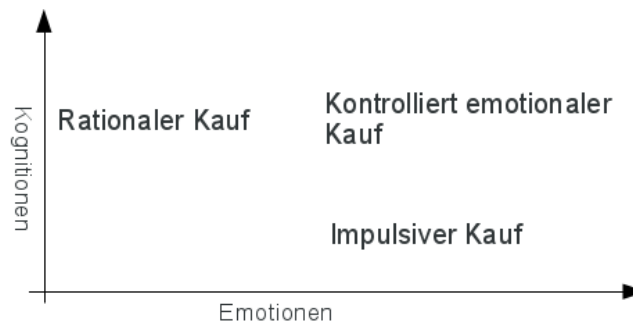 Kognitionen
Rationaler Kauf
Kontrolliert emotionaler
Kauf
Impulsiver Kauf
Emotionen